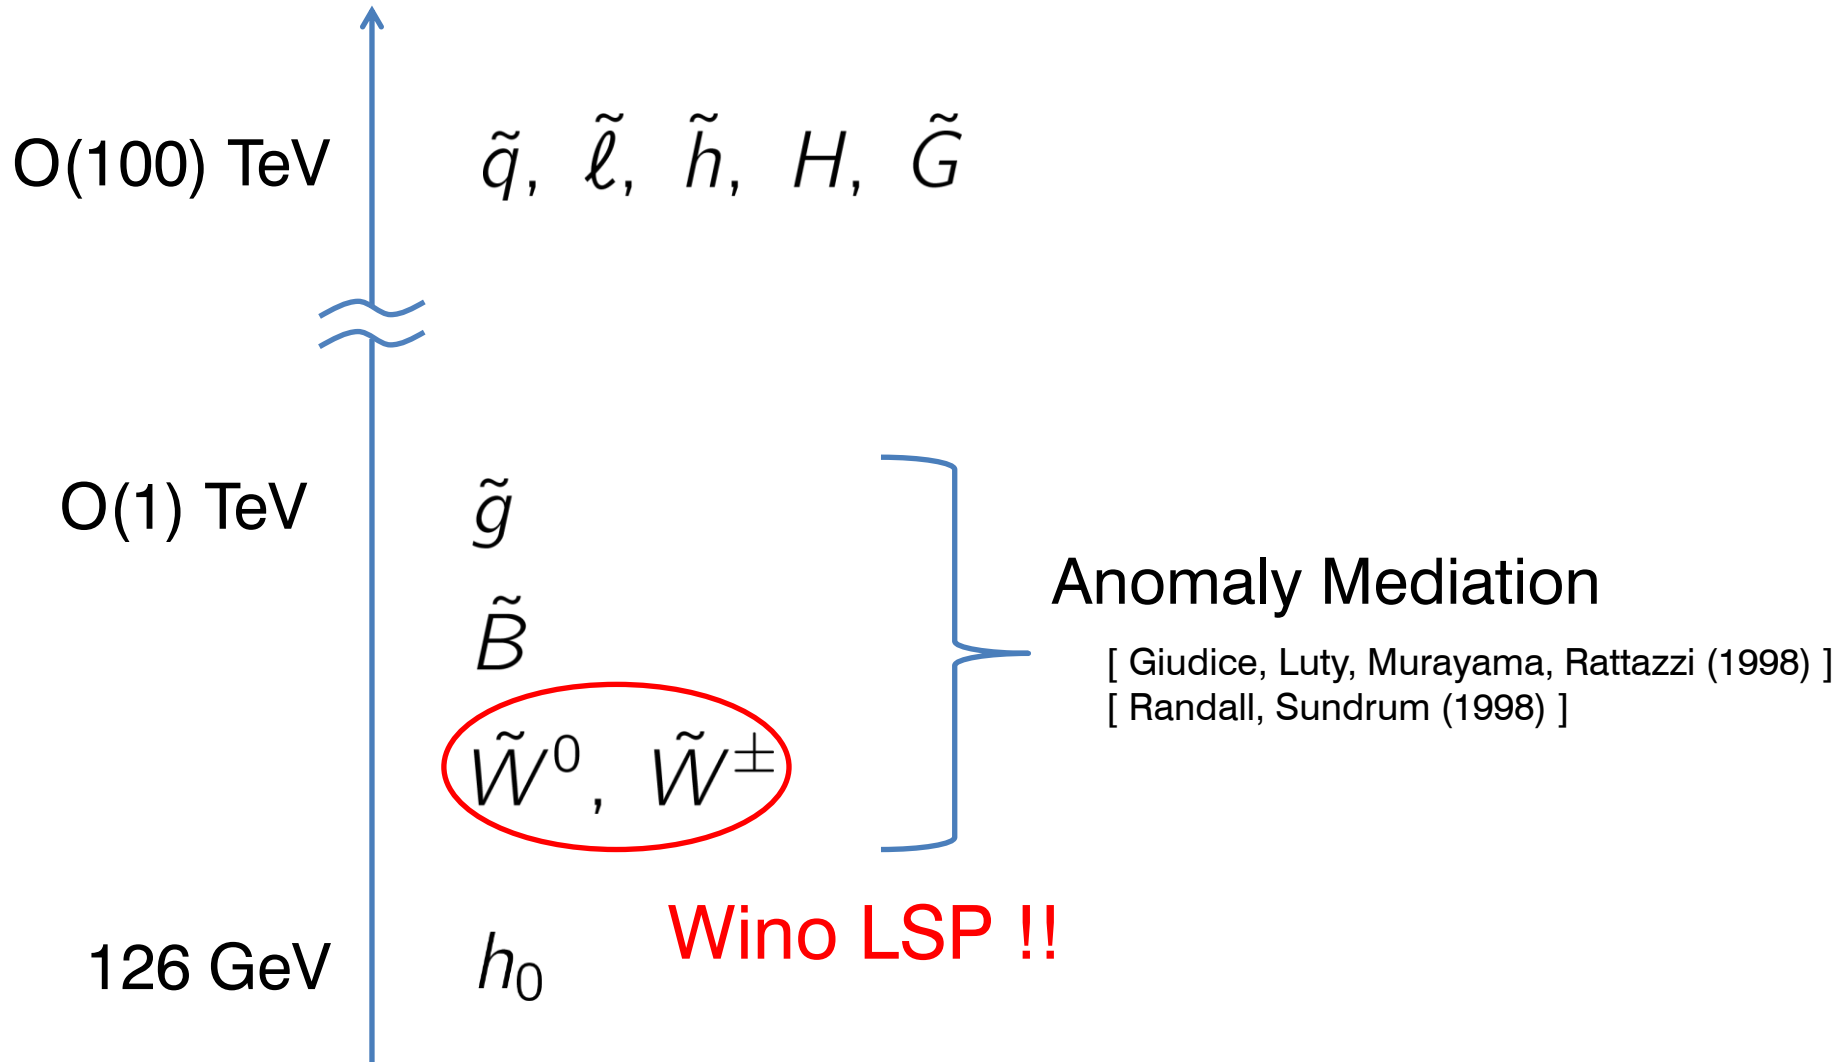 O(100) TeV q̃, ℓ̃, h̃, H, G̃
O(1) TeV g̃
B̃
W̃⁰, W̃±
Anomaly Mediation
[ Giudice, Luty, Murayama, Rattazzi (1998) ]
[ Randall, Sundrum (1998) ]
Wino LSP !!
126 GeV h₀